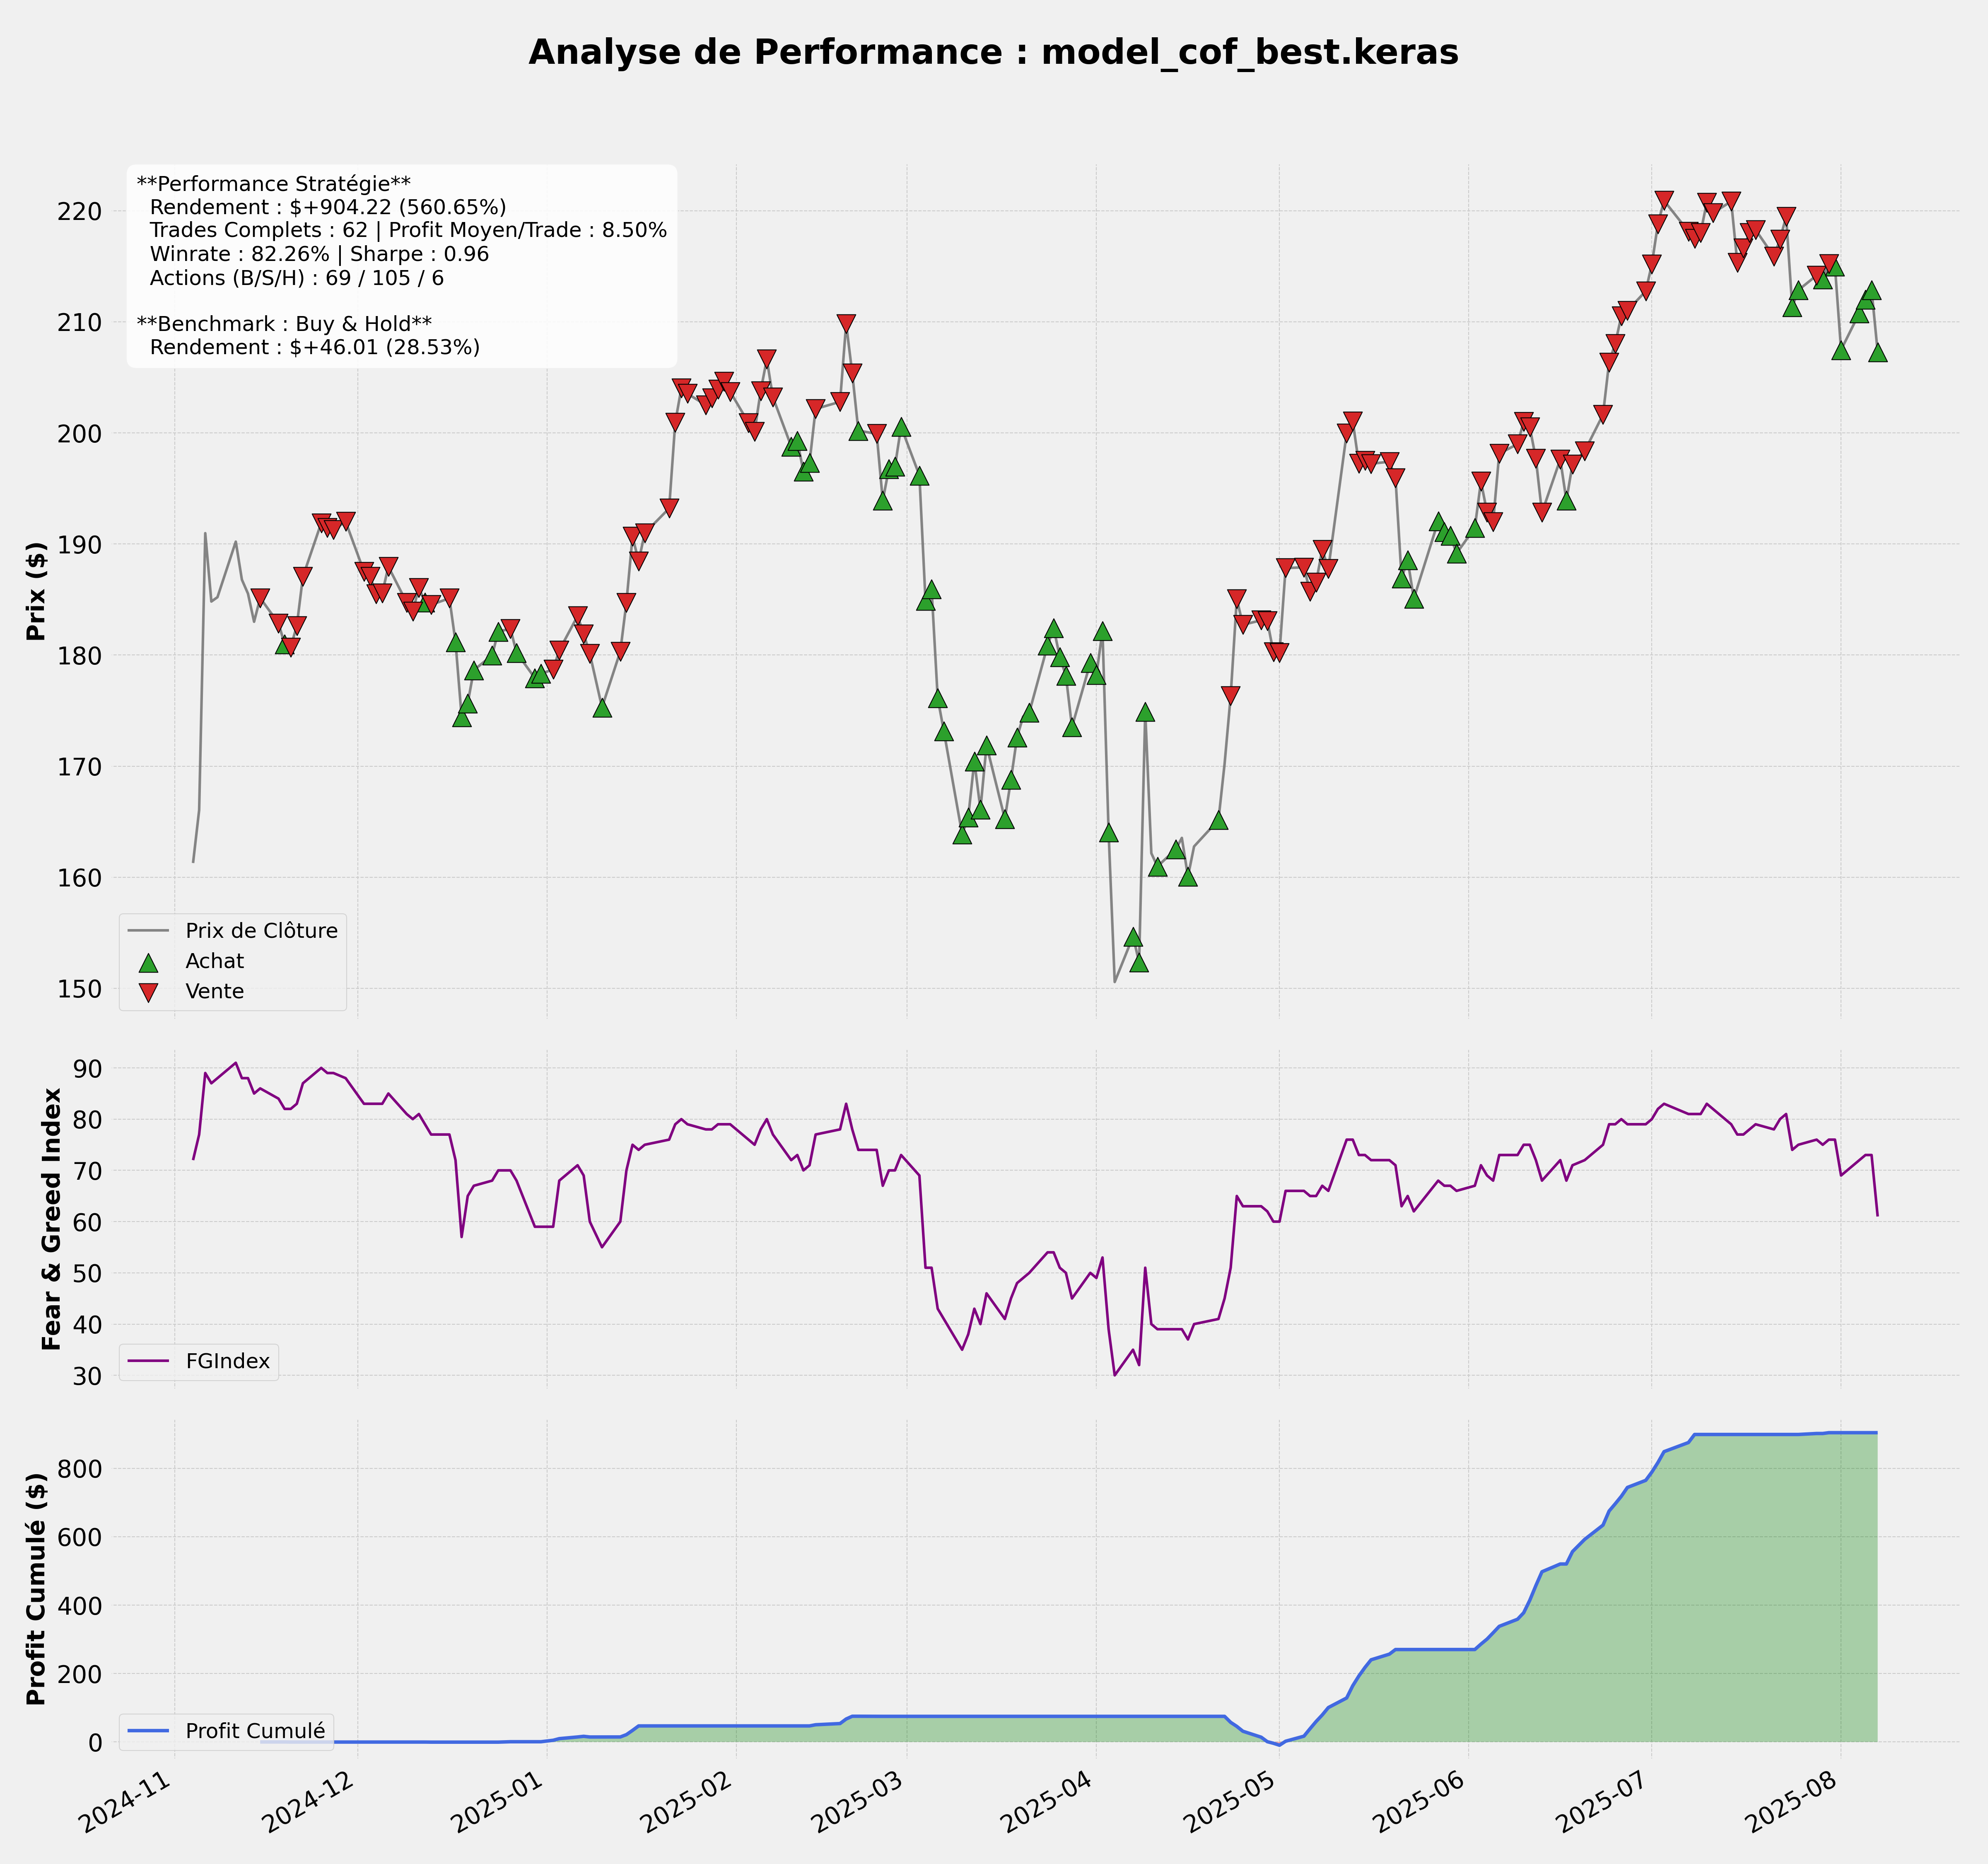 Analyse de Performance : model_cof_best.keras
**Performance Stratégie**
Rendement : $+904.22 (560.65%)
Trades Complets : 62 | Profit Moyen/Trade : 8.50%
Winrate : 82.26% | Sharpe : 0.96
Actions (B/S/H) : 69 / 105 / 6
**Benchmark : Buy & Hold**
Rendement : $+46.01 (28.53%)
Prix ($)
220
210
200
190
180
170
160
150
Prix de Clôture
Achat
Vente
Fear & Greed Index
90
80
70
60
50
40
30
FGIndex
Profit Cumulé ($)
800
600
400
200
0
Profit Cumulé
2024-11
2024-12
2025-01
2025-02
2025-03
2025-04
2025-05
2025-06
2025-07
2025-08